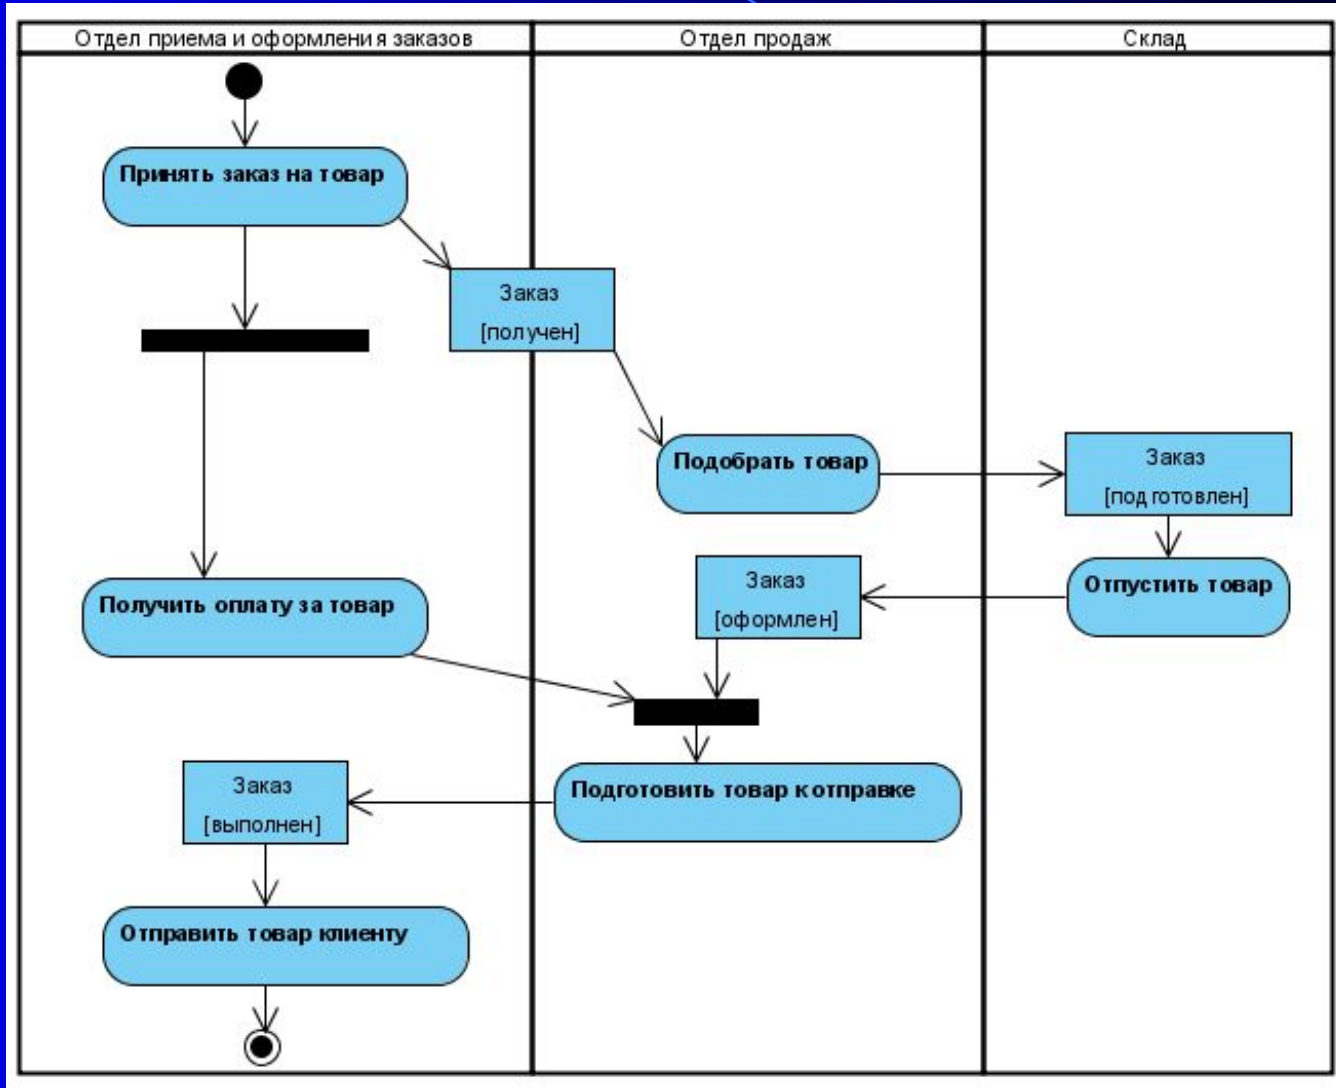 Отдел приема и оформления заказов
Отдел продаж
Склад
Принять заказ на товар
Заказ
[получен]
Подобрать товар
Заказ
[подготовлен]
Получить оплату за товар
Заказ
[оформлен]
Отпустить товар
Заказ
[выполнен]
Подготовить товар к отправке
Отправить товар клиенту